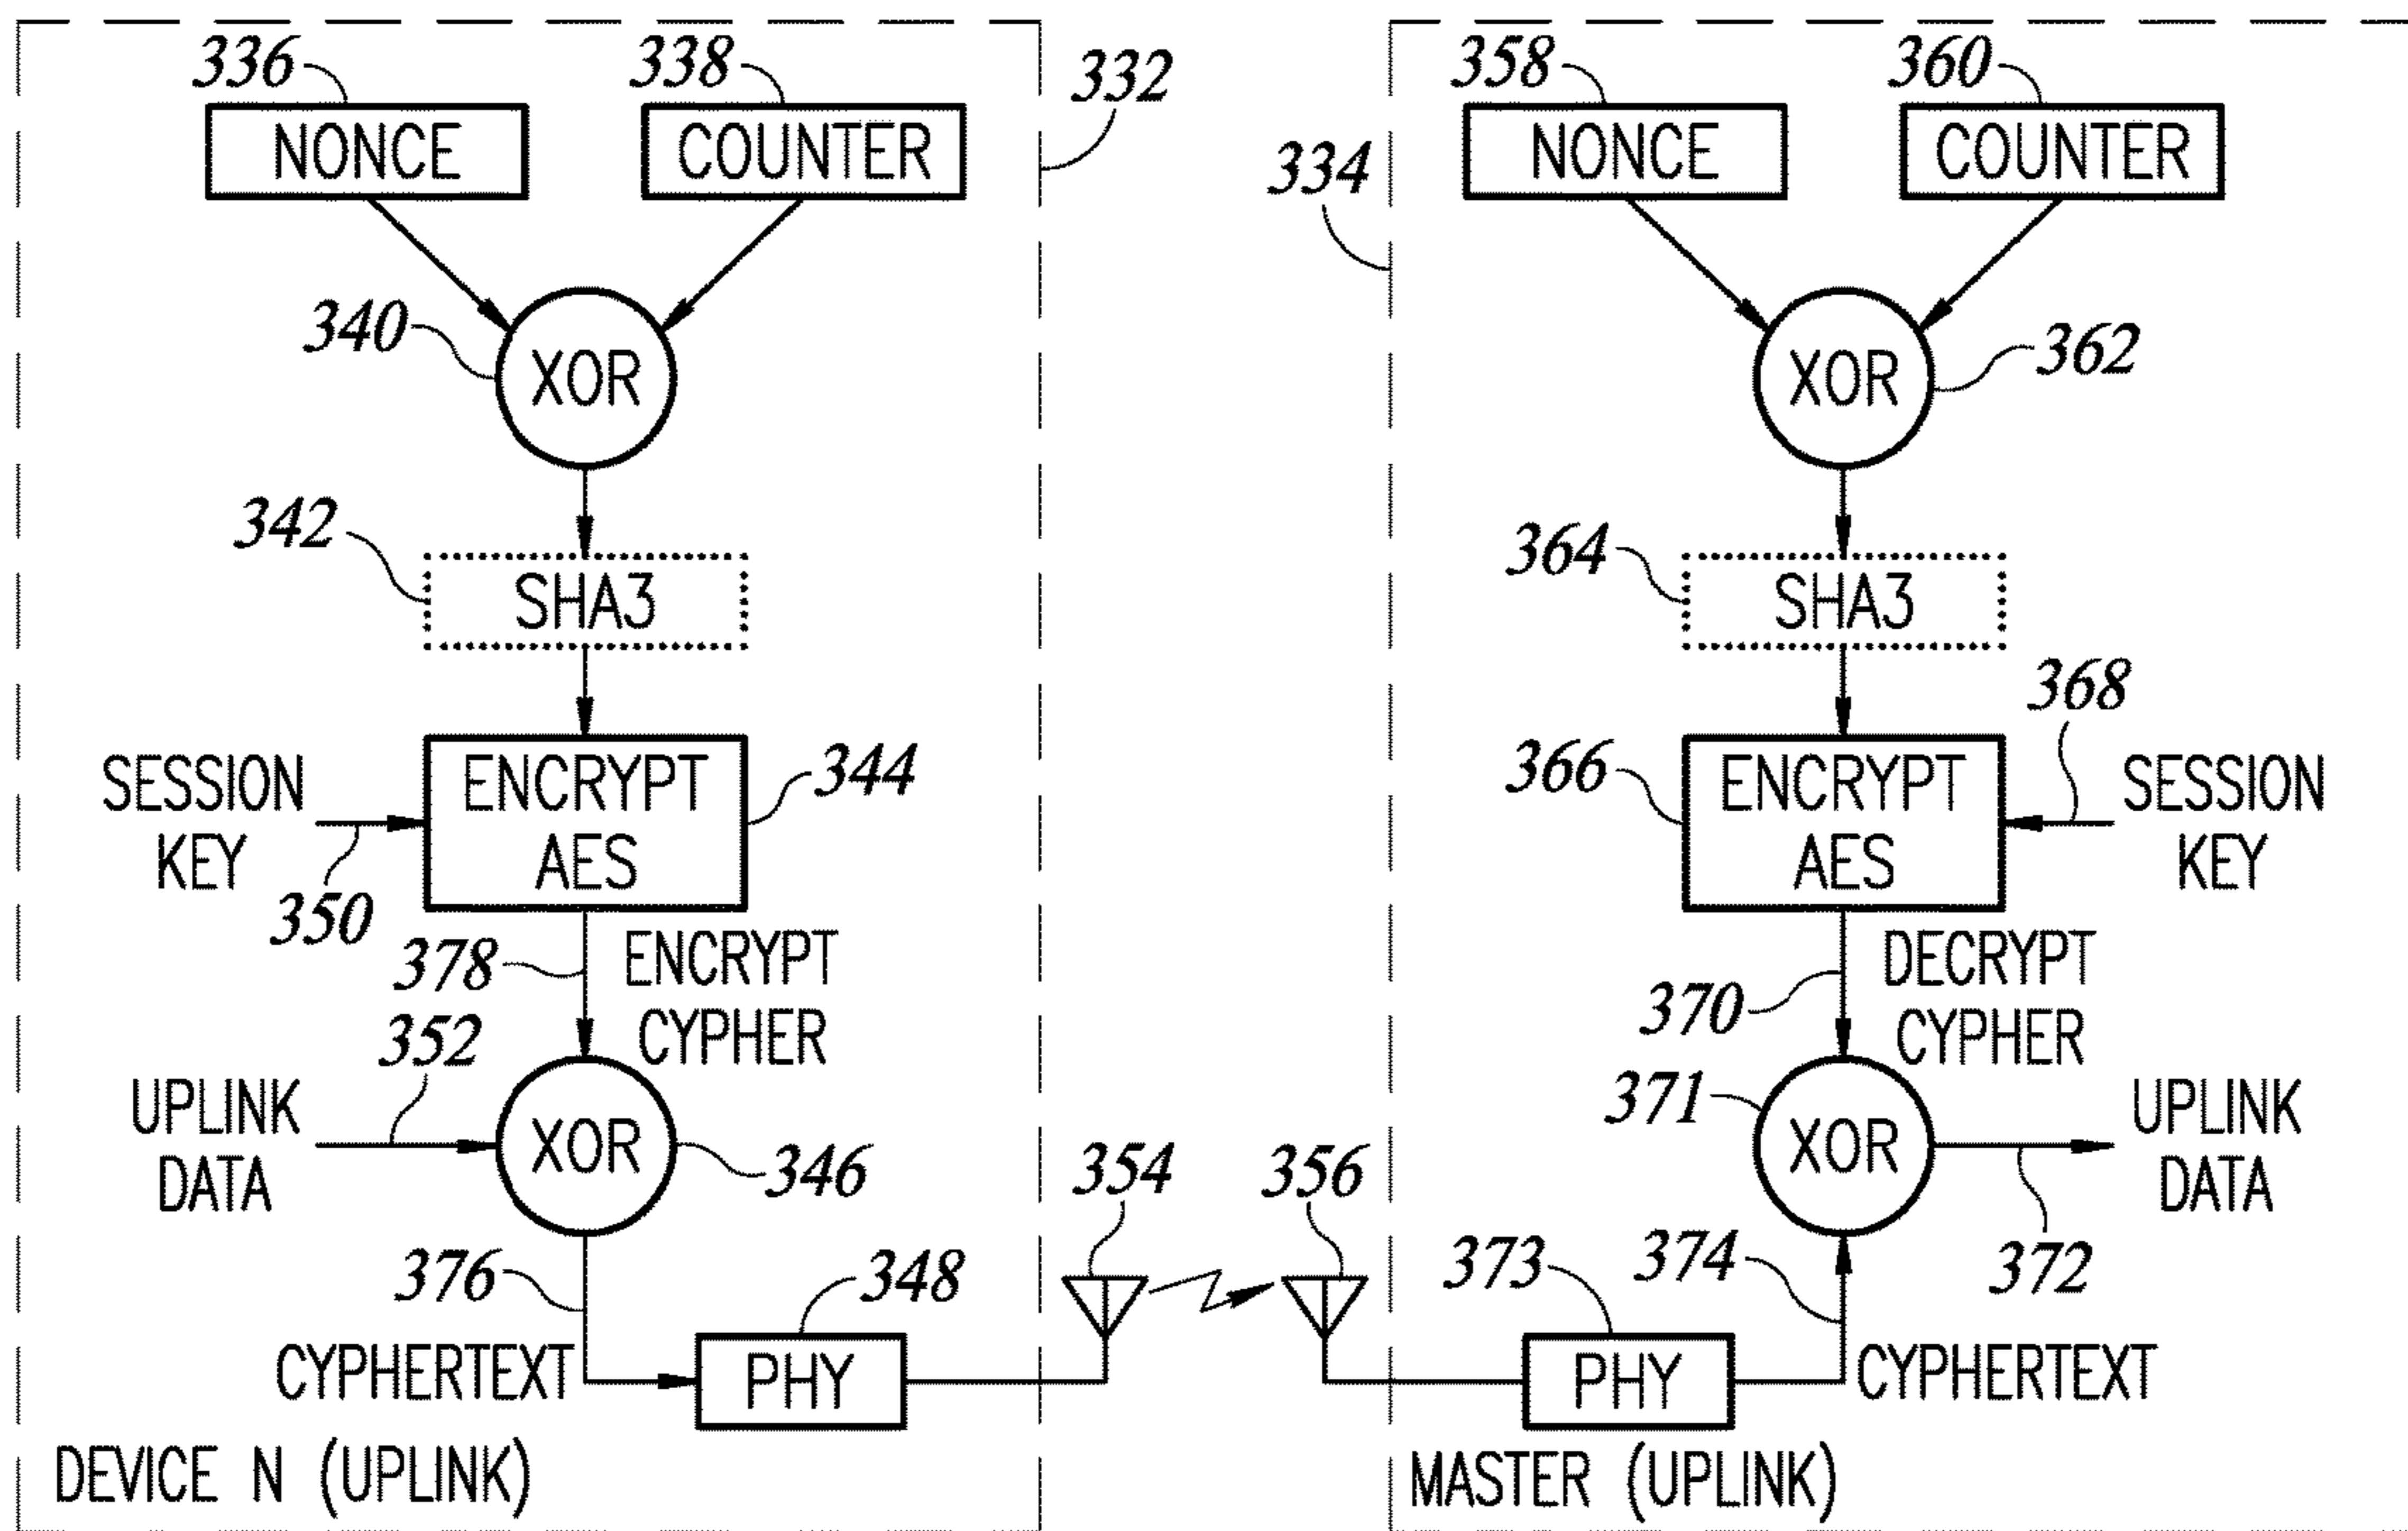 336
338
332
NONCE
COUNTER
340
XOR
342
SHA3
SESSION
KEY
350
ENCRYPT
AES
344
378
ENCRYPT
CYPHER
352
UPLINK
DATA
XOR
346
376
CYPHERTEXT
348
PHY
354
DEVICE N (UPLINK)
356
334
358
360
NONCE
COUNTER
XOR
362
364
SHA3
366
ENCRYPT
AES
368
SESSION
KEY
370
DECRYPT
CYPHER
371
XOR
UPLINK
DATA
372
373
374
PHY
CYPHERTEXT
MASTER (UPLINK)